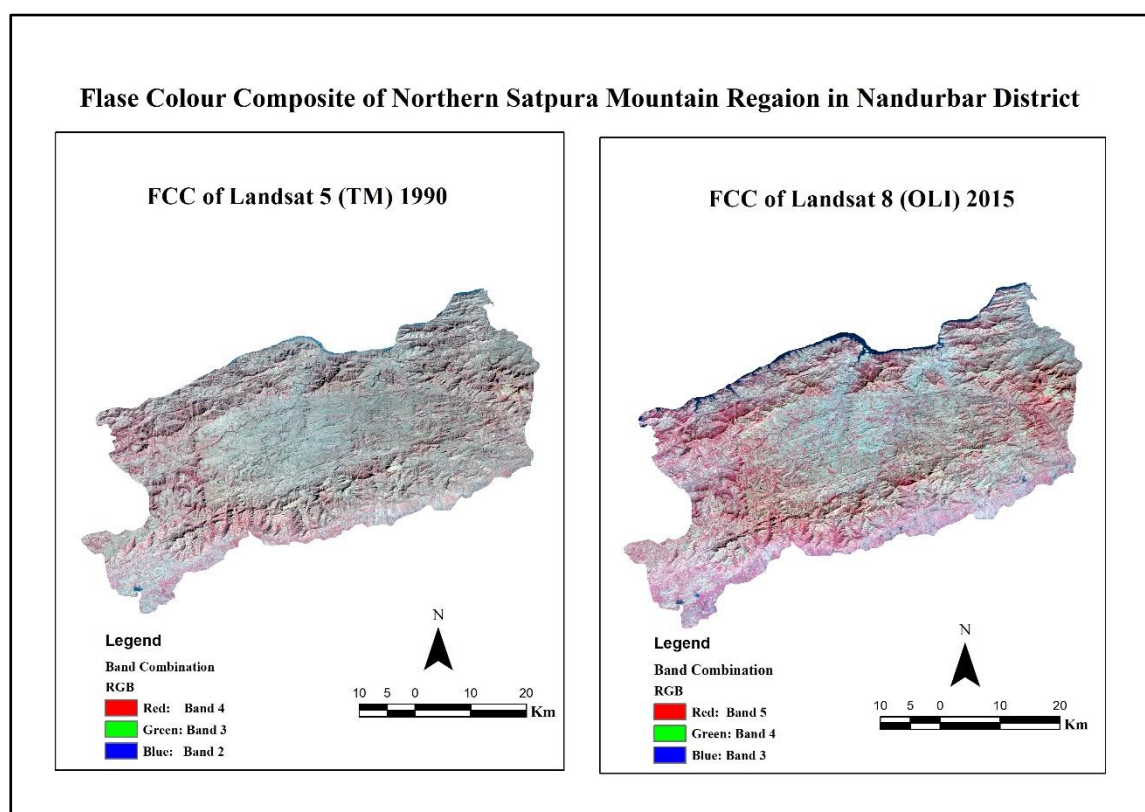 Flase Colour Composite of Northern Satpura Mountain Regaion in Nandurbar District
FCC of Landsat 5 (TM) 1990
N
Legend
Band Combination
RGB
Red: Band 4
Green: Band 3
Blue: Band 2
10 5 0 10 20
Km
FCC of Landsat 8 (OLI) 2015
N
Legend
Band Combination
RGB
Red: Band 5
Green: Band 4
Blue: Band 3
10 5 0 10 20
Km